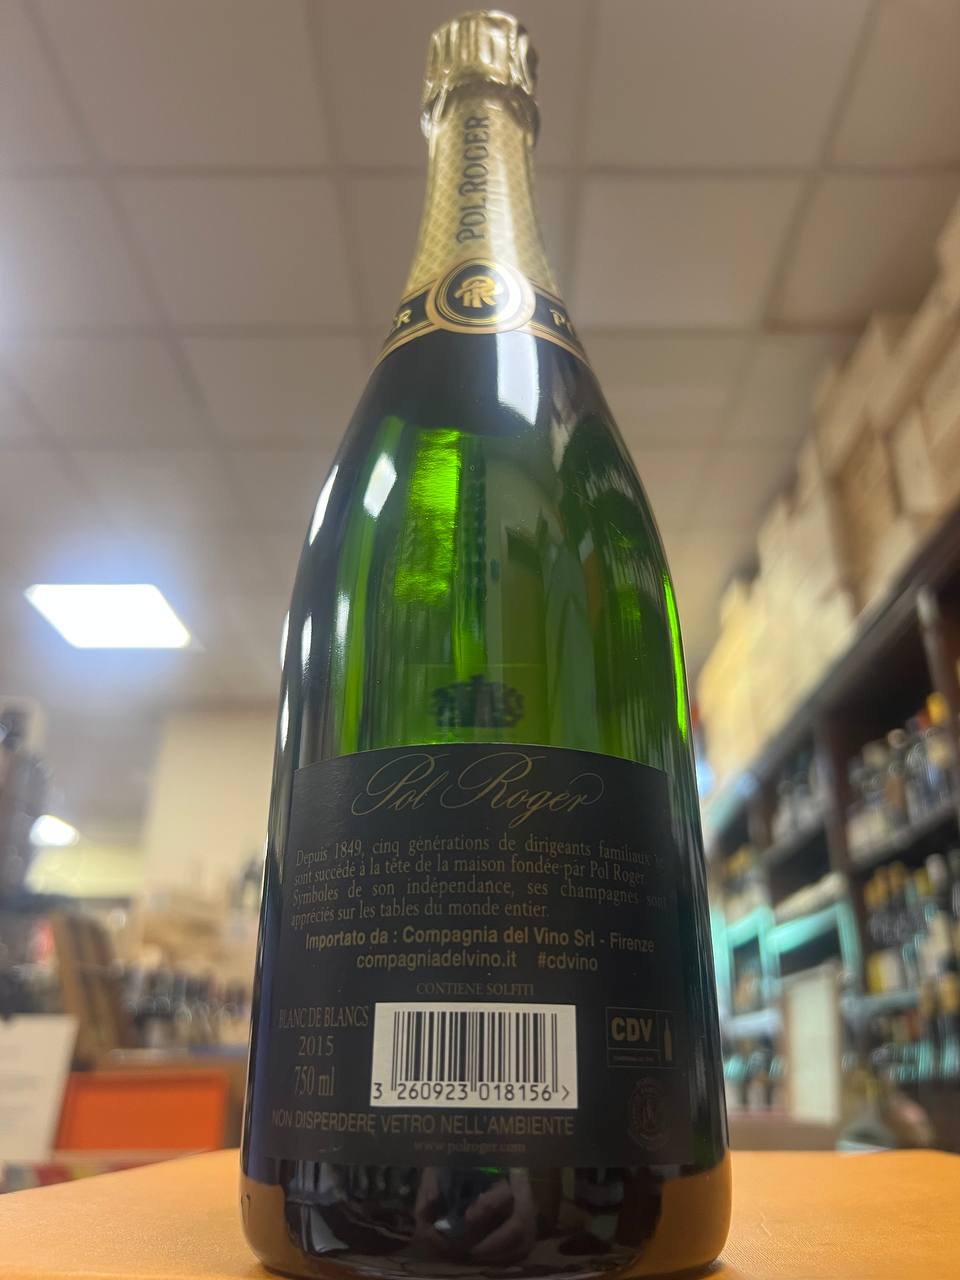 POL ROGER
PR
Pol Roger
Depuis 1849, cinq générations de dirigeants familiaux se
sont succédé à la tête de la maison fondée par Pol Roger
Symboles de son indépendance, ses champagnes sont
appréciés sur les tables du monde entier.
Importato da : Compagnia del Vino Srl - Firenze
compagniadelvino.it #cdvino
CONTIENE SOLFITI
BLANC DE BLANCS
2015
750 ml
CDV
3 260923 018156 >
NON DISPERDERE VETRO NELL'AMBIENTE
www.polroger.com